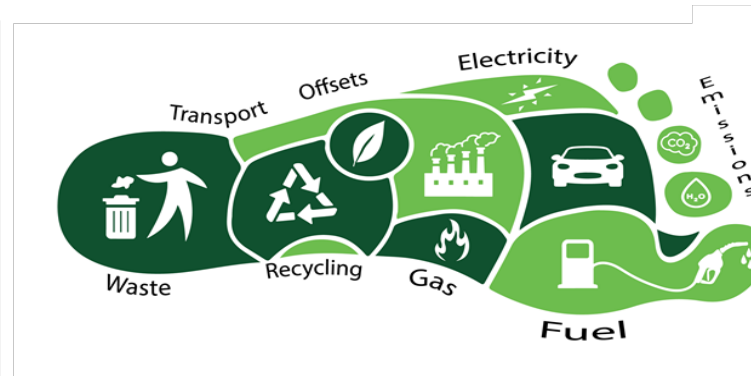 Electricity
Offsets
Transport
Emissions
CO₂
H₂O
Recycling
Waste
Gas
Fuel